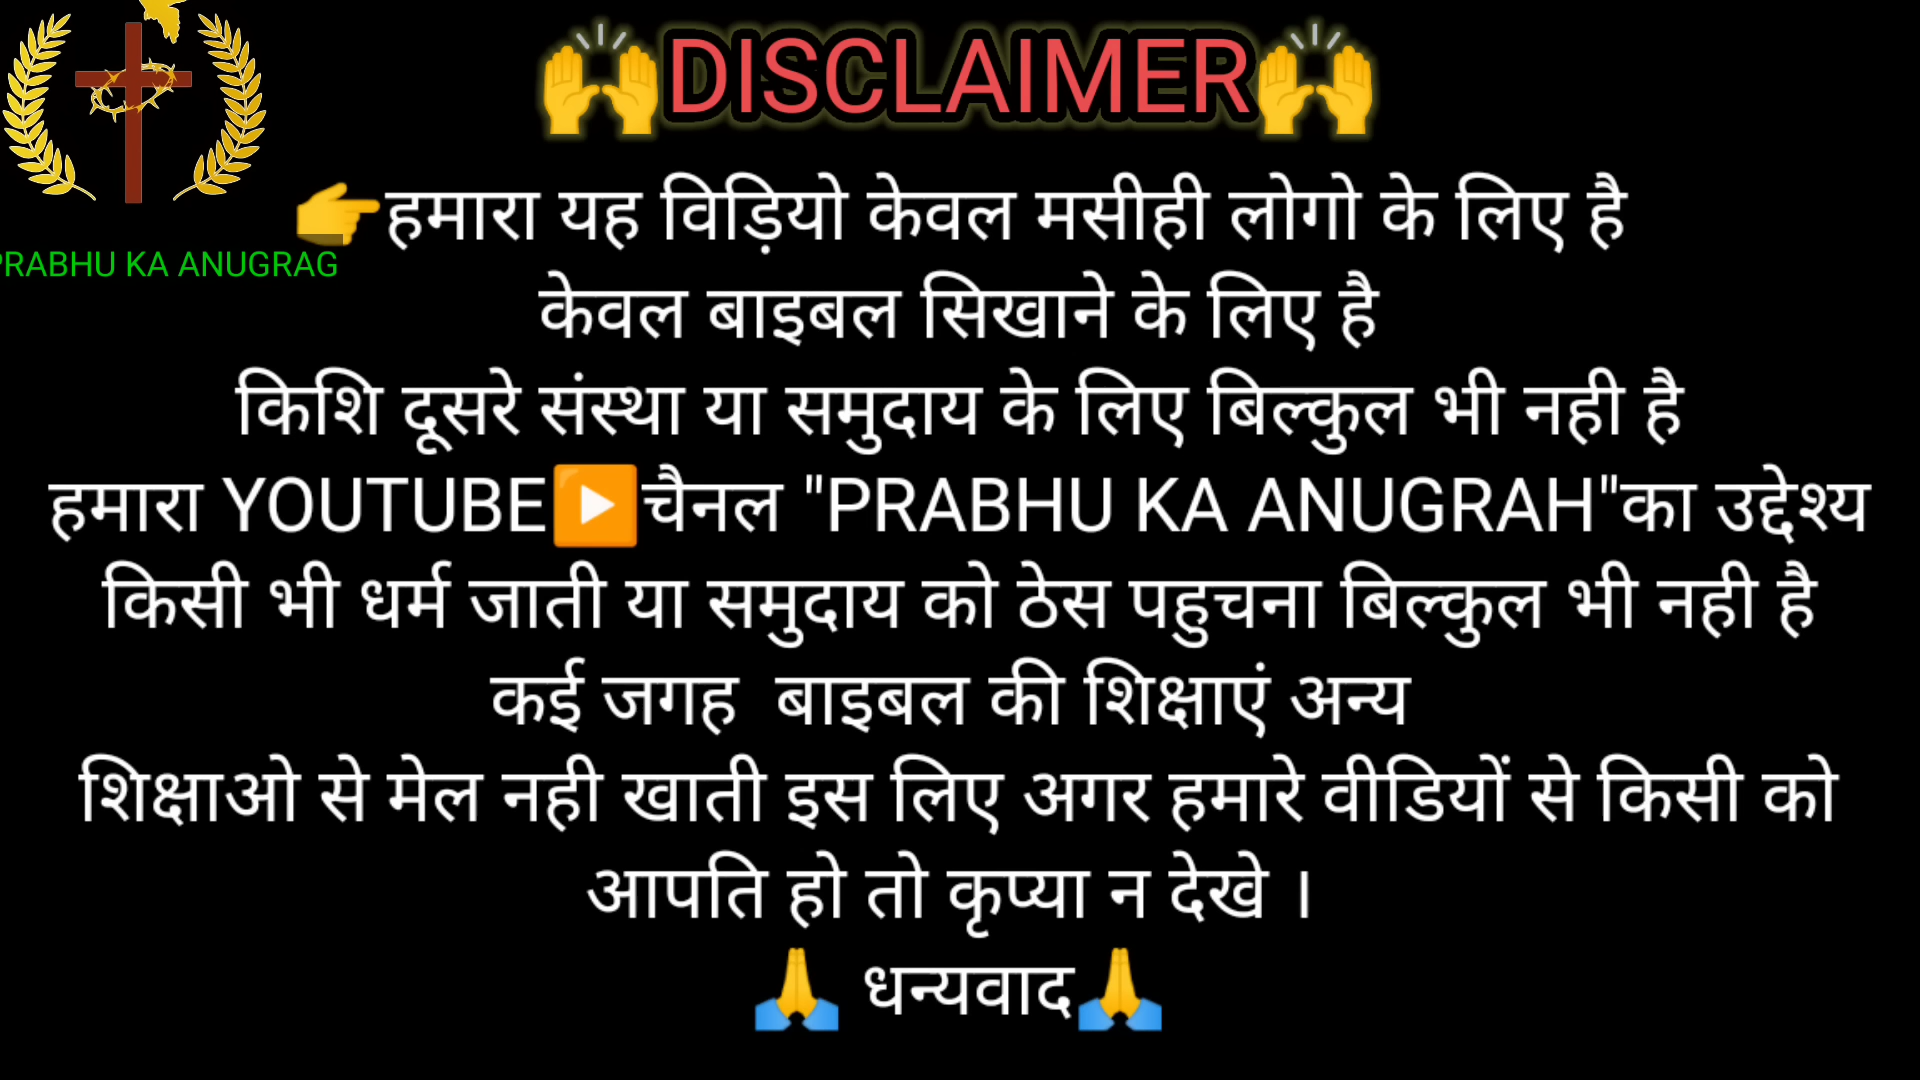 🙌DISCLAIMER🙌
PRABHU KA ANUGRAG
👉हमारा यह विड़ियो केवल मसीही लोगो के लिए है
केवल बाइबल सिखाने के लिए है
किशि दूसरे संस्था या समुदाय के लिए बिल्कुल भी नही है
हमारा YOUTUBE▶️चैनल "PRABHU KA ANUGRAH"का उद्देश्य
किसी भी धर्म जाती या समुदाय को ठेस पहुचना बिल्कुल भी नही है
कई जगह बाइबल की शिक्षाएं अन्य
शिक्षाओ से मेल नही खाती इस लिए अगर हमारे वीडियों से किसी को
आपति हो तो कृप्या न देखे ।
🙏 धन्यवाद🙏